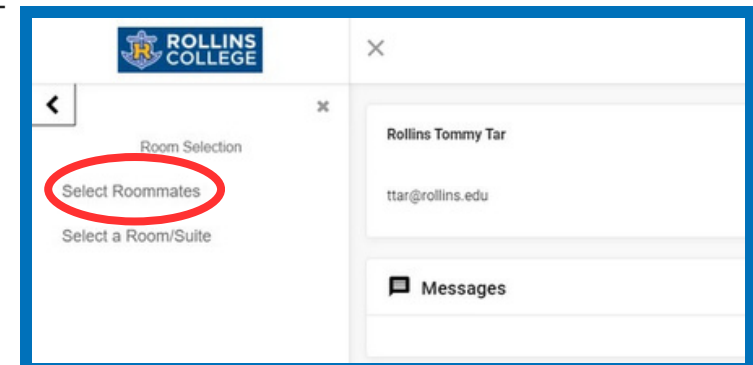 ROLLINS
COLLEGE
Room Selection
Select Roommates
Select a Room/Suite
Rollins Tommy Tar
ttar@rollins.edu
Messages